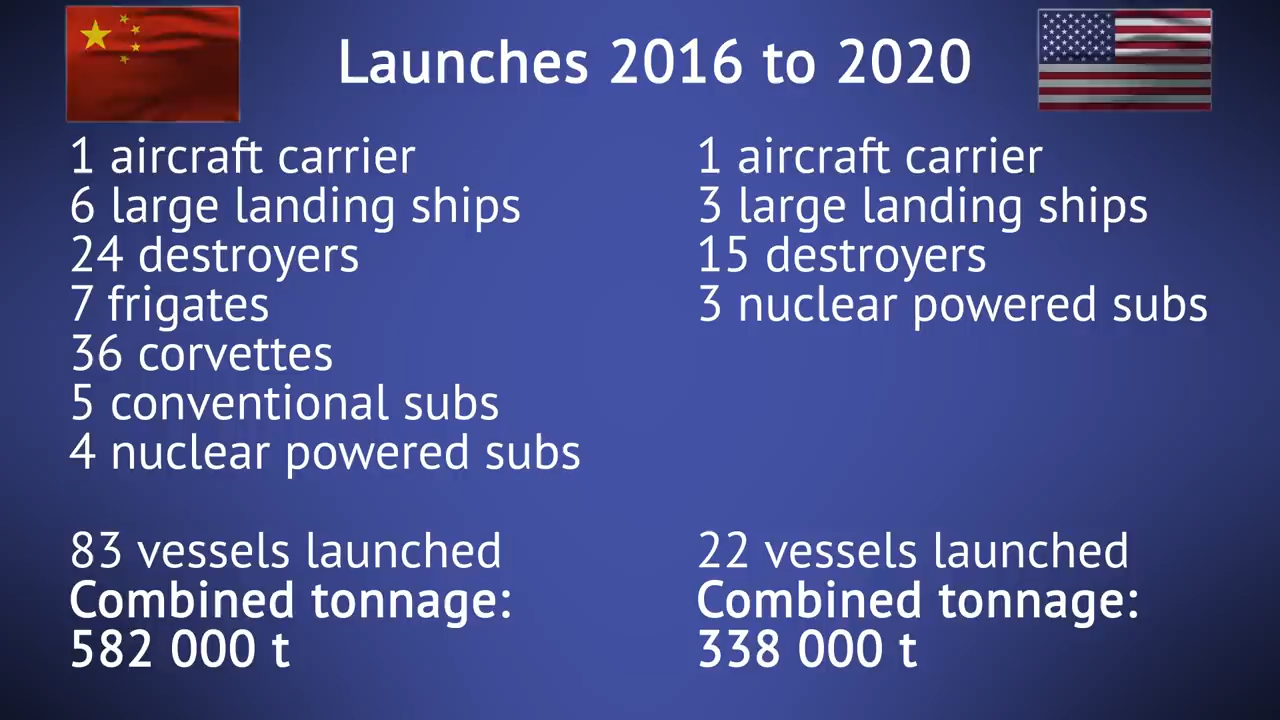 Launches 2016 to 2020
1 aircraft carrier
6 large landing ships
24 destroyers
7 frigates
36 corvettes
5 conventional subs
4 nuclear powered subs
83 vessels launched
Combined tonnage:
582 000 t
1 aircraft carrier
3 large landing ships
15 destroyers
3 nuclear powered subs
22 vessels launched
Combined tonnage:
338 000 t